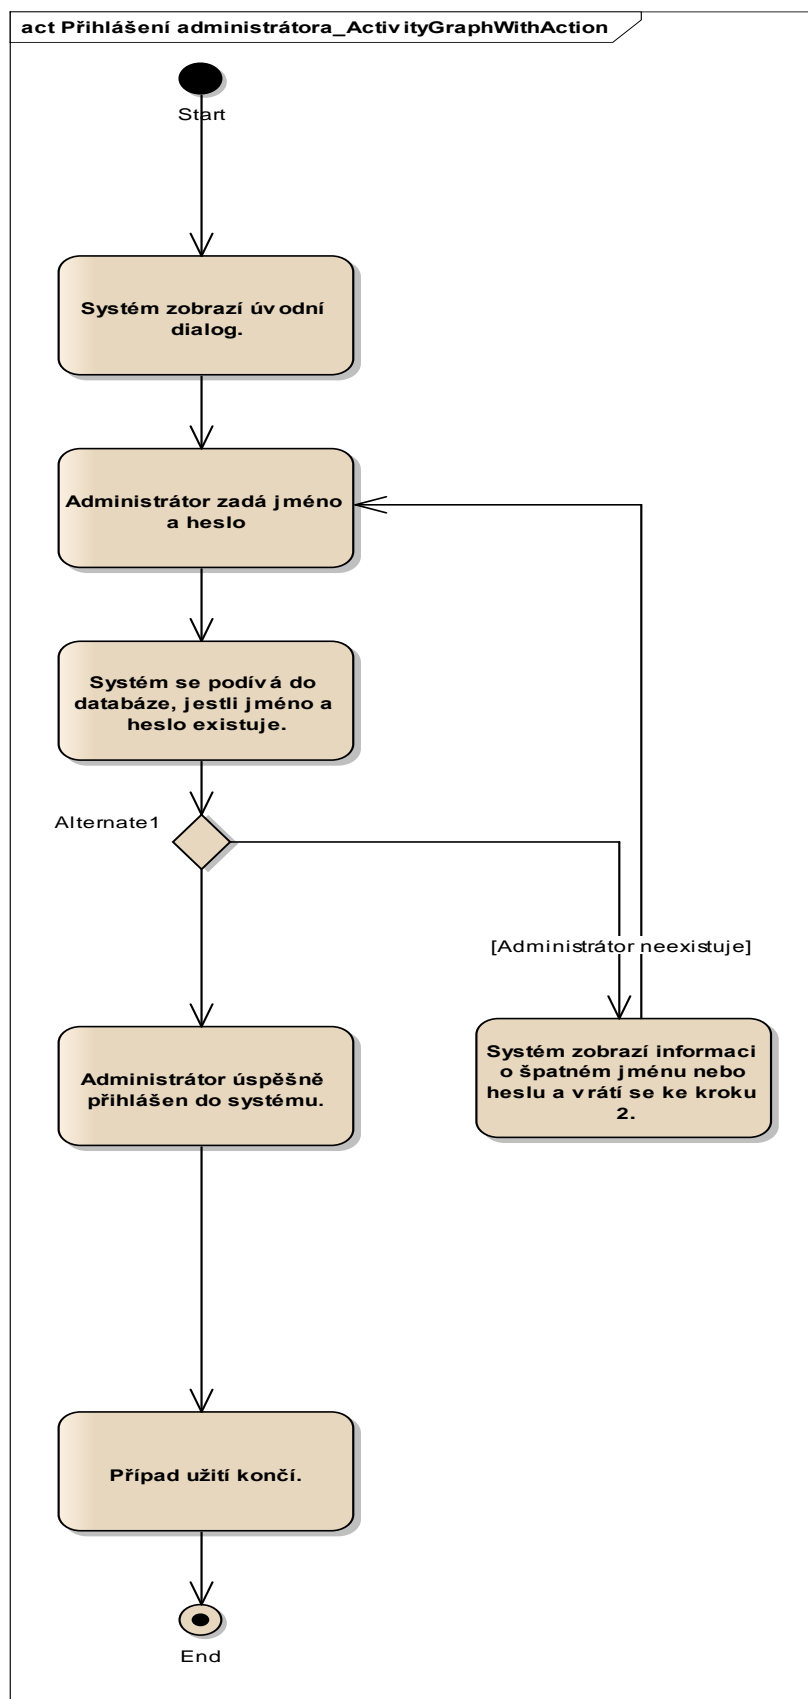 act Přihlášení administrátora_ActivityGraphWithAction
Start
Systém zobrazí úvodní
dialog.
Administrátor zadá jméno
a heslo
Systém se podívá do
databáze, jestli jméno a
heslo existuje.
Alternate1
[Administrátor neexistuje]
Administrátor úspěšně
přihlášen do systému.
Systém zobrazí informaci
o špatném jménu nebo
heslu a vrátí se ke kroku
2.
Případ užití končí.
End